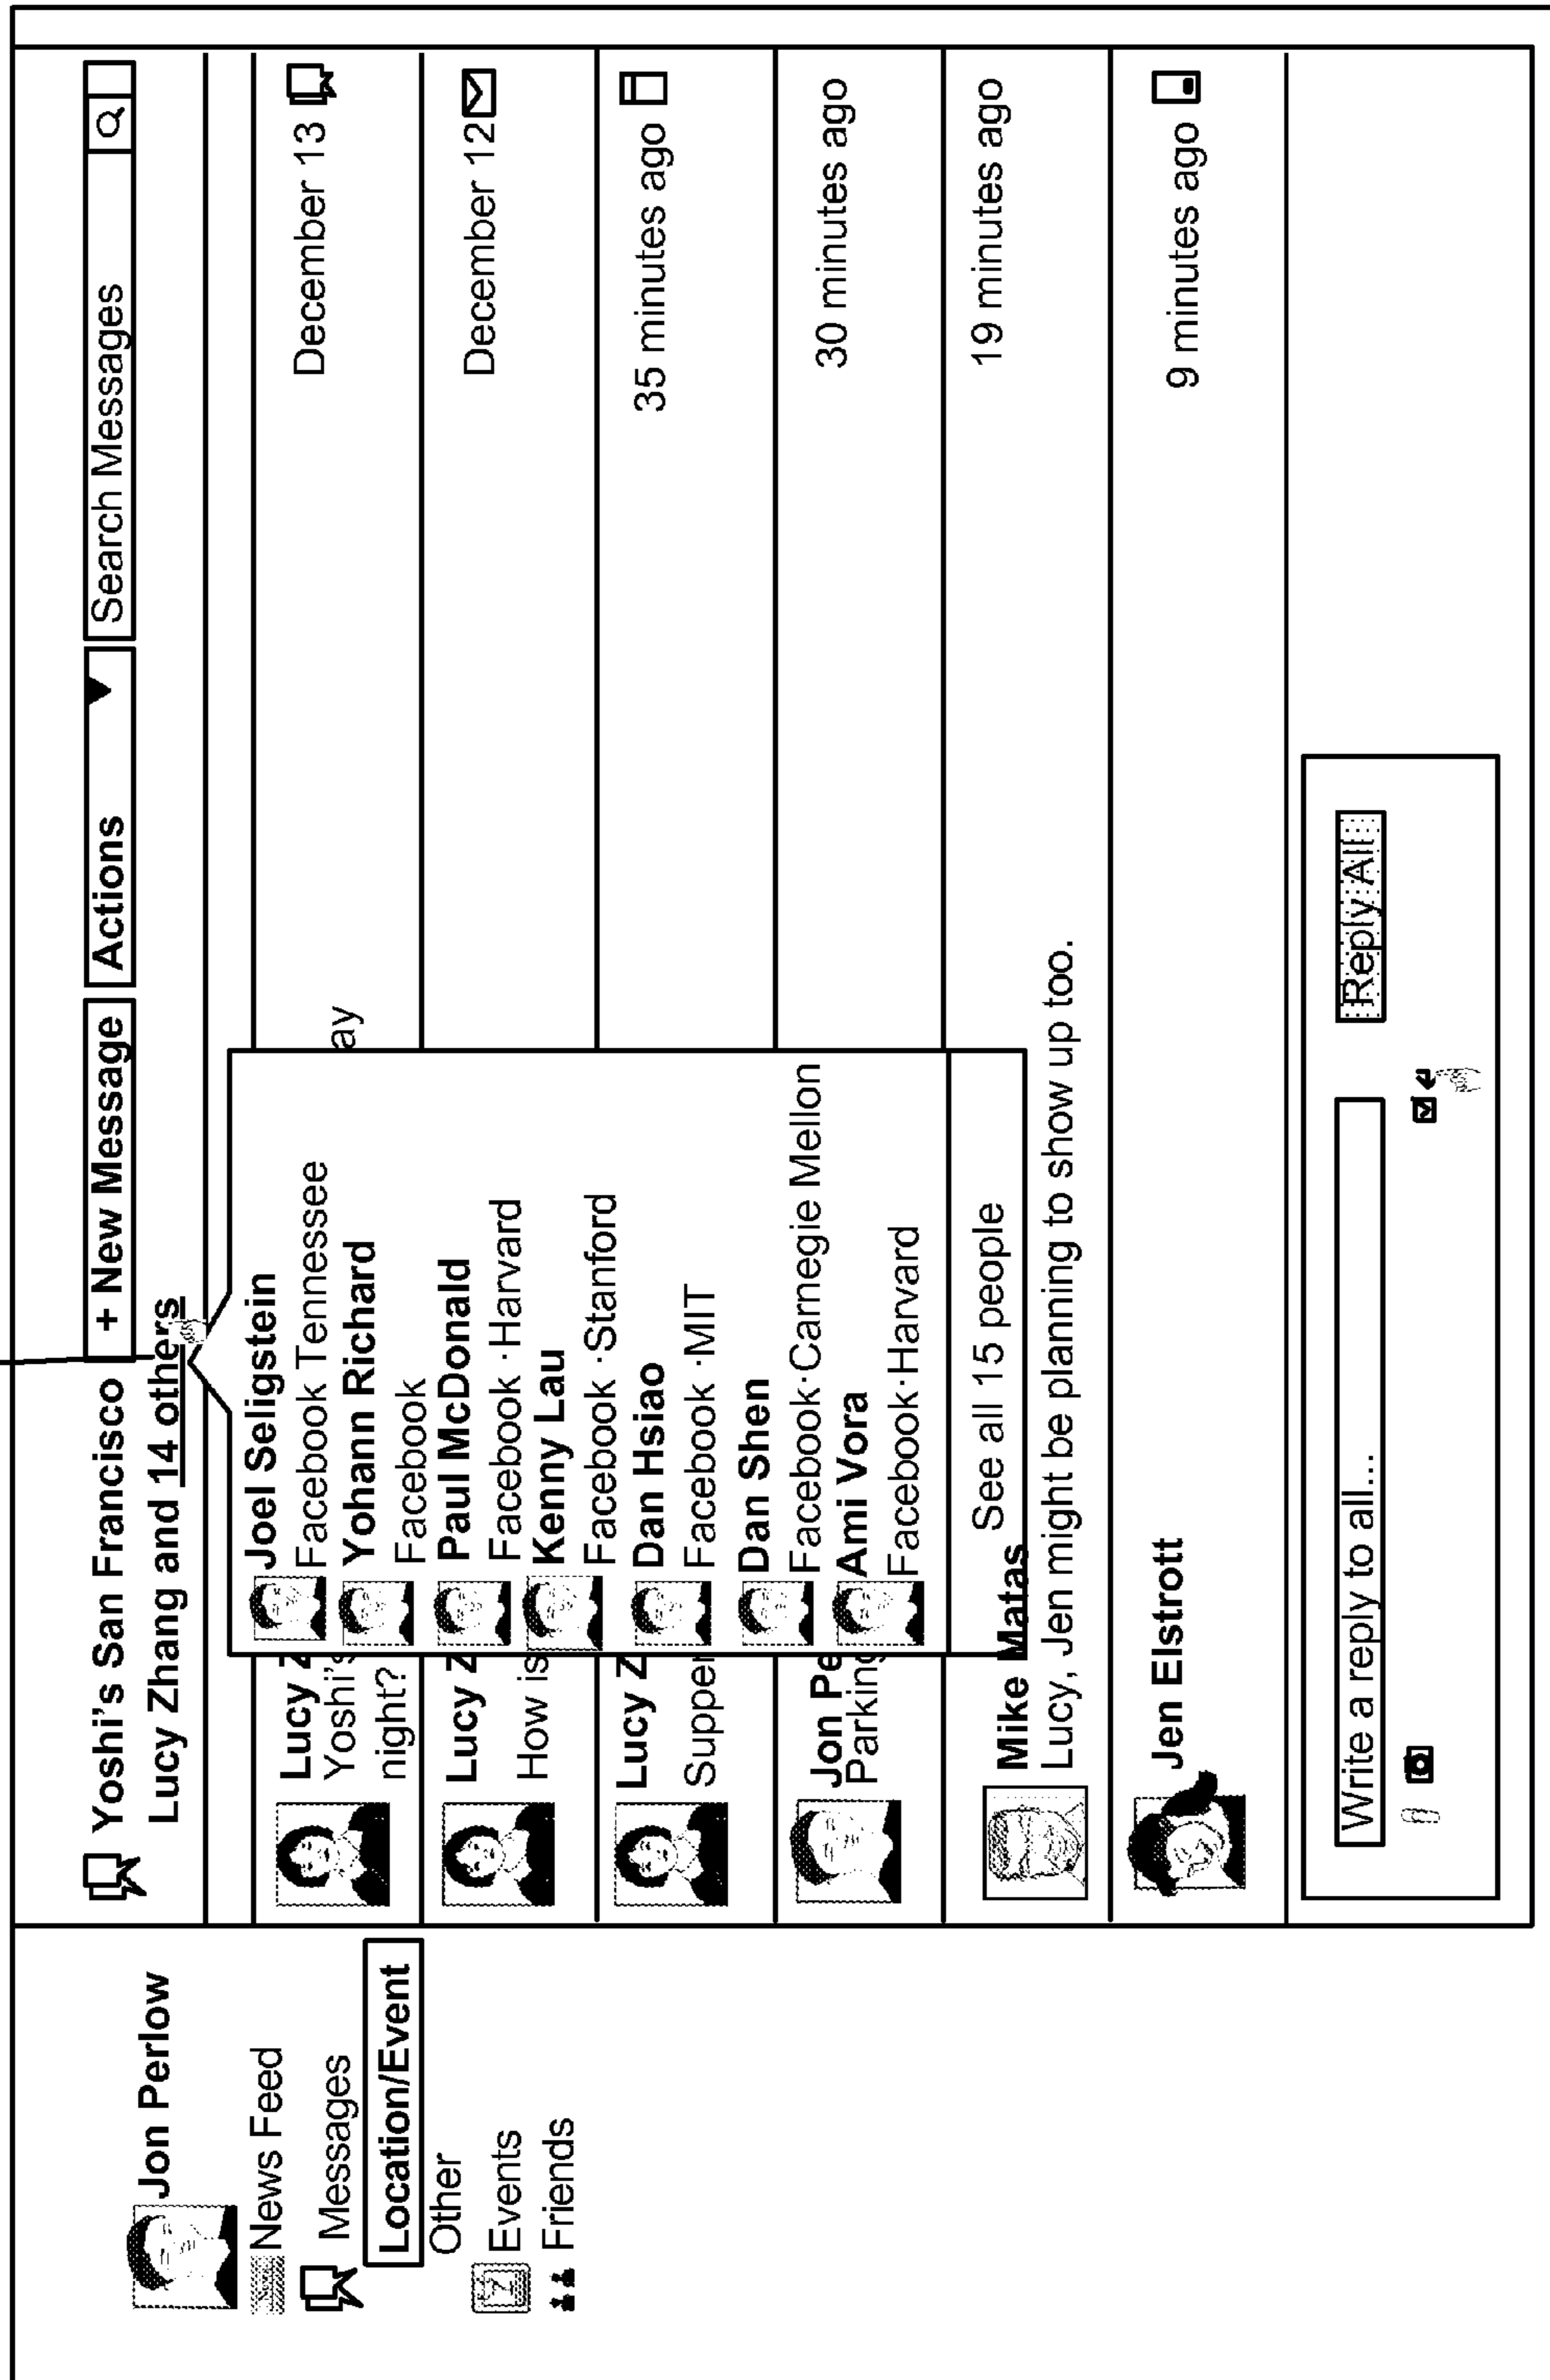 Jon Perlow
News Feed
Messages
Location/Event
Other
Events
Friends
Yoshi's San Francisco
+ New Message
Actions
Search Messages
Lucy Zhang and 14 others
Lucy Z
December 13
Yoshi's
ay
night?
Lucy Z
December 12
How is
Lucy Z
35 minutes ago
Supper
Jon Pe
30 minutes ago
Parking
Joel Seligstein
Facebook Tennessee
Yohann Richard
Facebook
Paul McDonald
Facebook ·Harvard
Kenny Lau
Facebook ·Stanford
Dan Hsiao
Facebook ·MIT
Dan Shen
Facebook·Carnegie Mellon
Ami Vora
Facebook·Harvard
See all 15 people
Mike Matas
19 minutes ago
Lucy, Jen might be planning to show up too.
Jen Elstrott
9 minutes ago
Write a reply to all...
Reply All